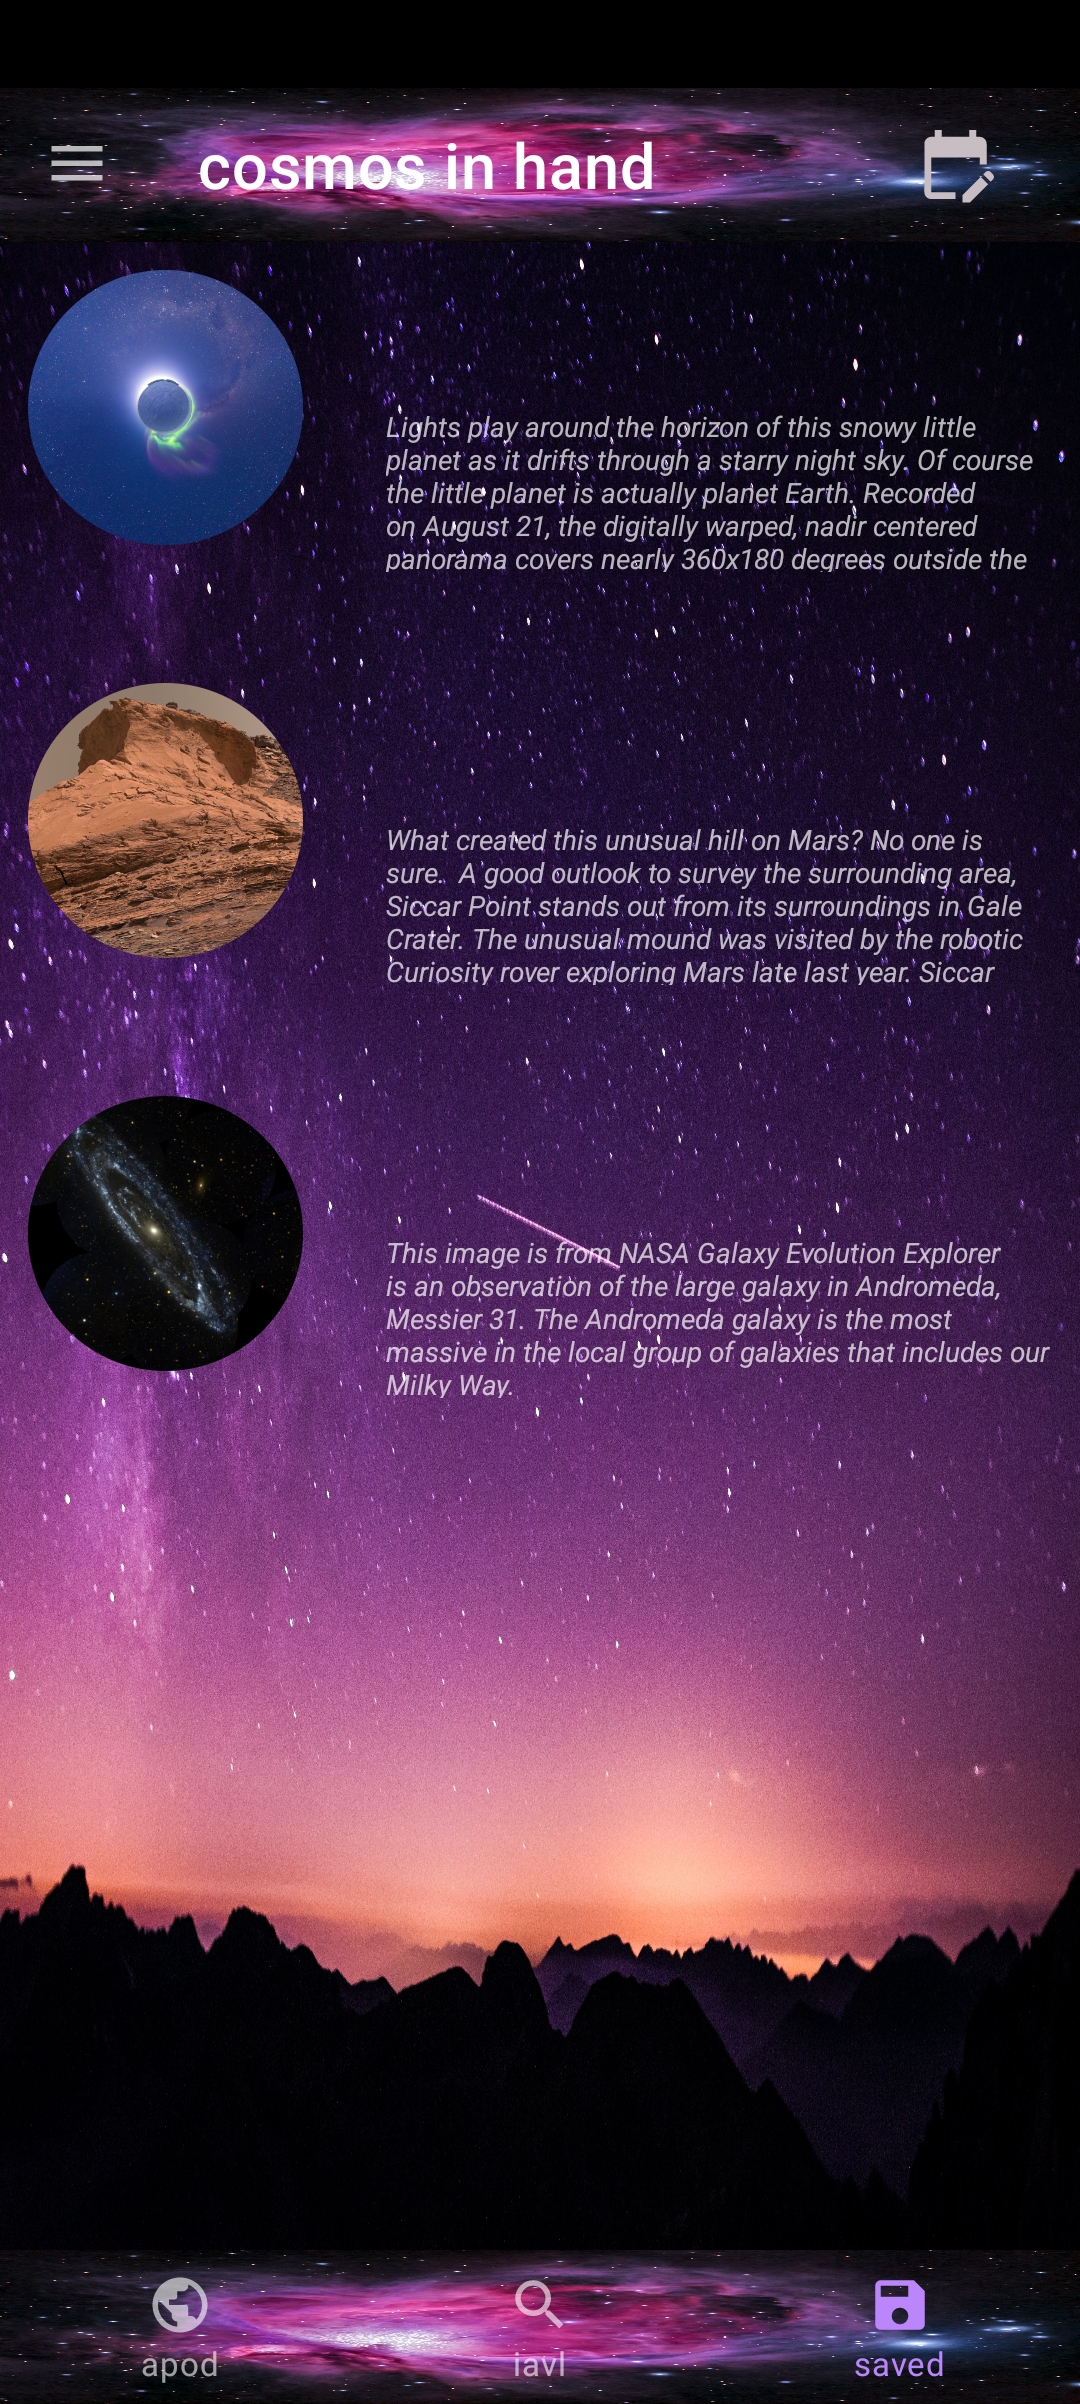 cosmos in hand
Lights play around the horizon of this snowy little
planet as it drifts through a starry night sky. Of course
the little planet is actually planet Earth. Recorded
on August 21, the digitally warped, nadir centered
panorama covers nearly 360x180 degrees outside the
What created this unusual hill on Mars? No one is
sure.  A good outlook to survey the surrounding area,
Siccar Point stands out from its surroundings in Gale
Crater. The unusual mound was visited by the robotic
Curiosity rover exploring Mars late last year. Siccar
This image is from NASA Galaxy Evolution Explorer
is an observation of the large galaxy in Andromeda,
Messier 31. The Andromeda galaxy is the most
massive in the local group of galaxies that includes our
Milky Way.
apod
iavl
saved